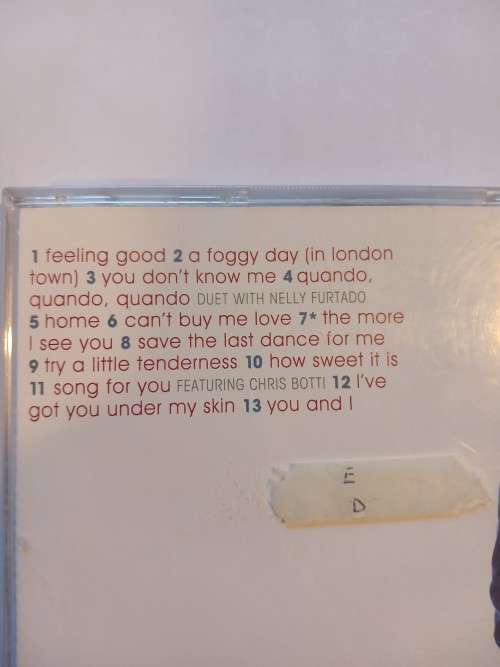 1 feeling good 2 a foggy day (in london
town) 3 you don't know me 4 quando,
quando, quando DUET WITH NELLY FURTADO
5 home 6 can't buy me love 7* the more
I see you 8 save the last dance for me
9 try a little tenderness 10 how sweet it is
11 song for you FEATURING CHRIS BOTTI 12 I've
got you under my skin 13 you and I
E
D